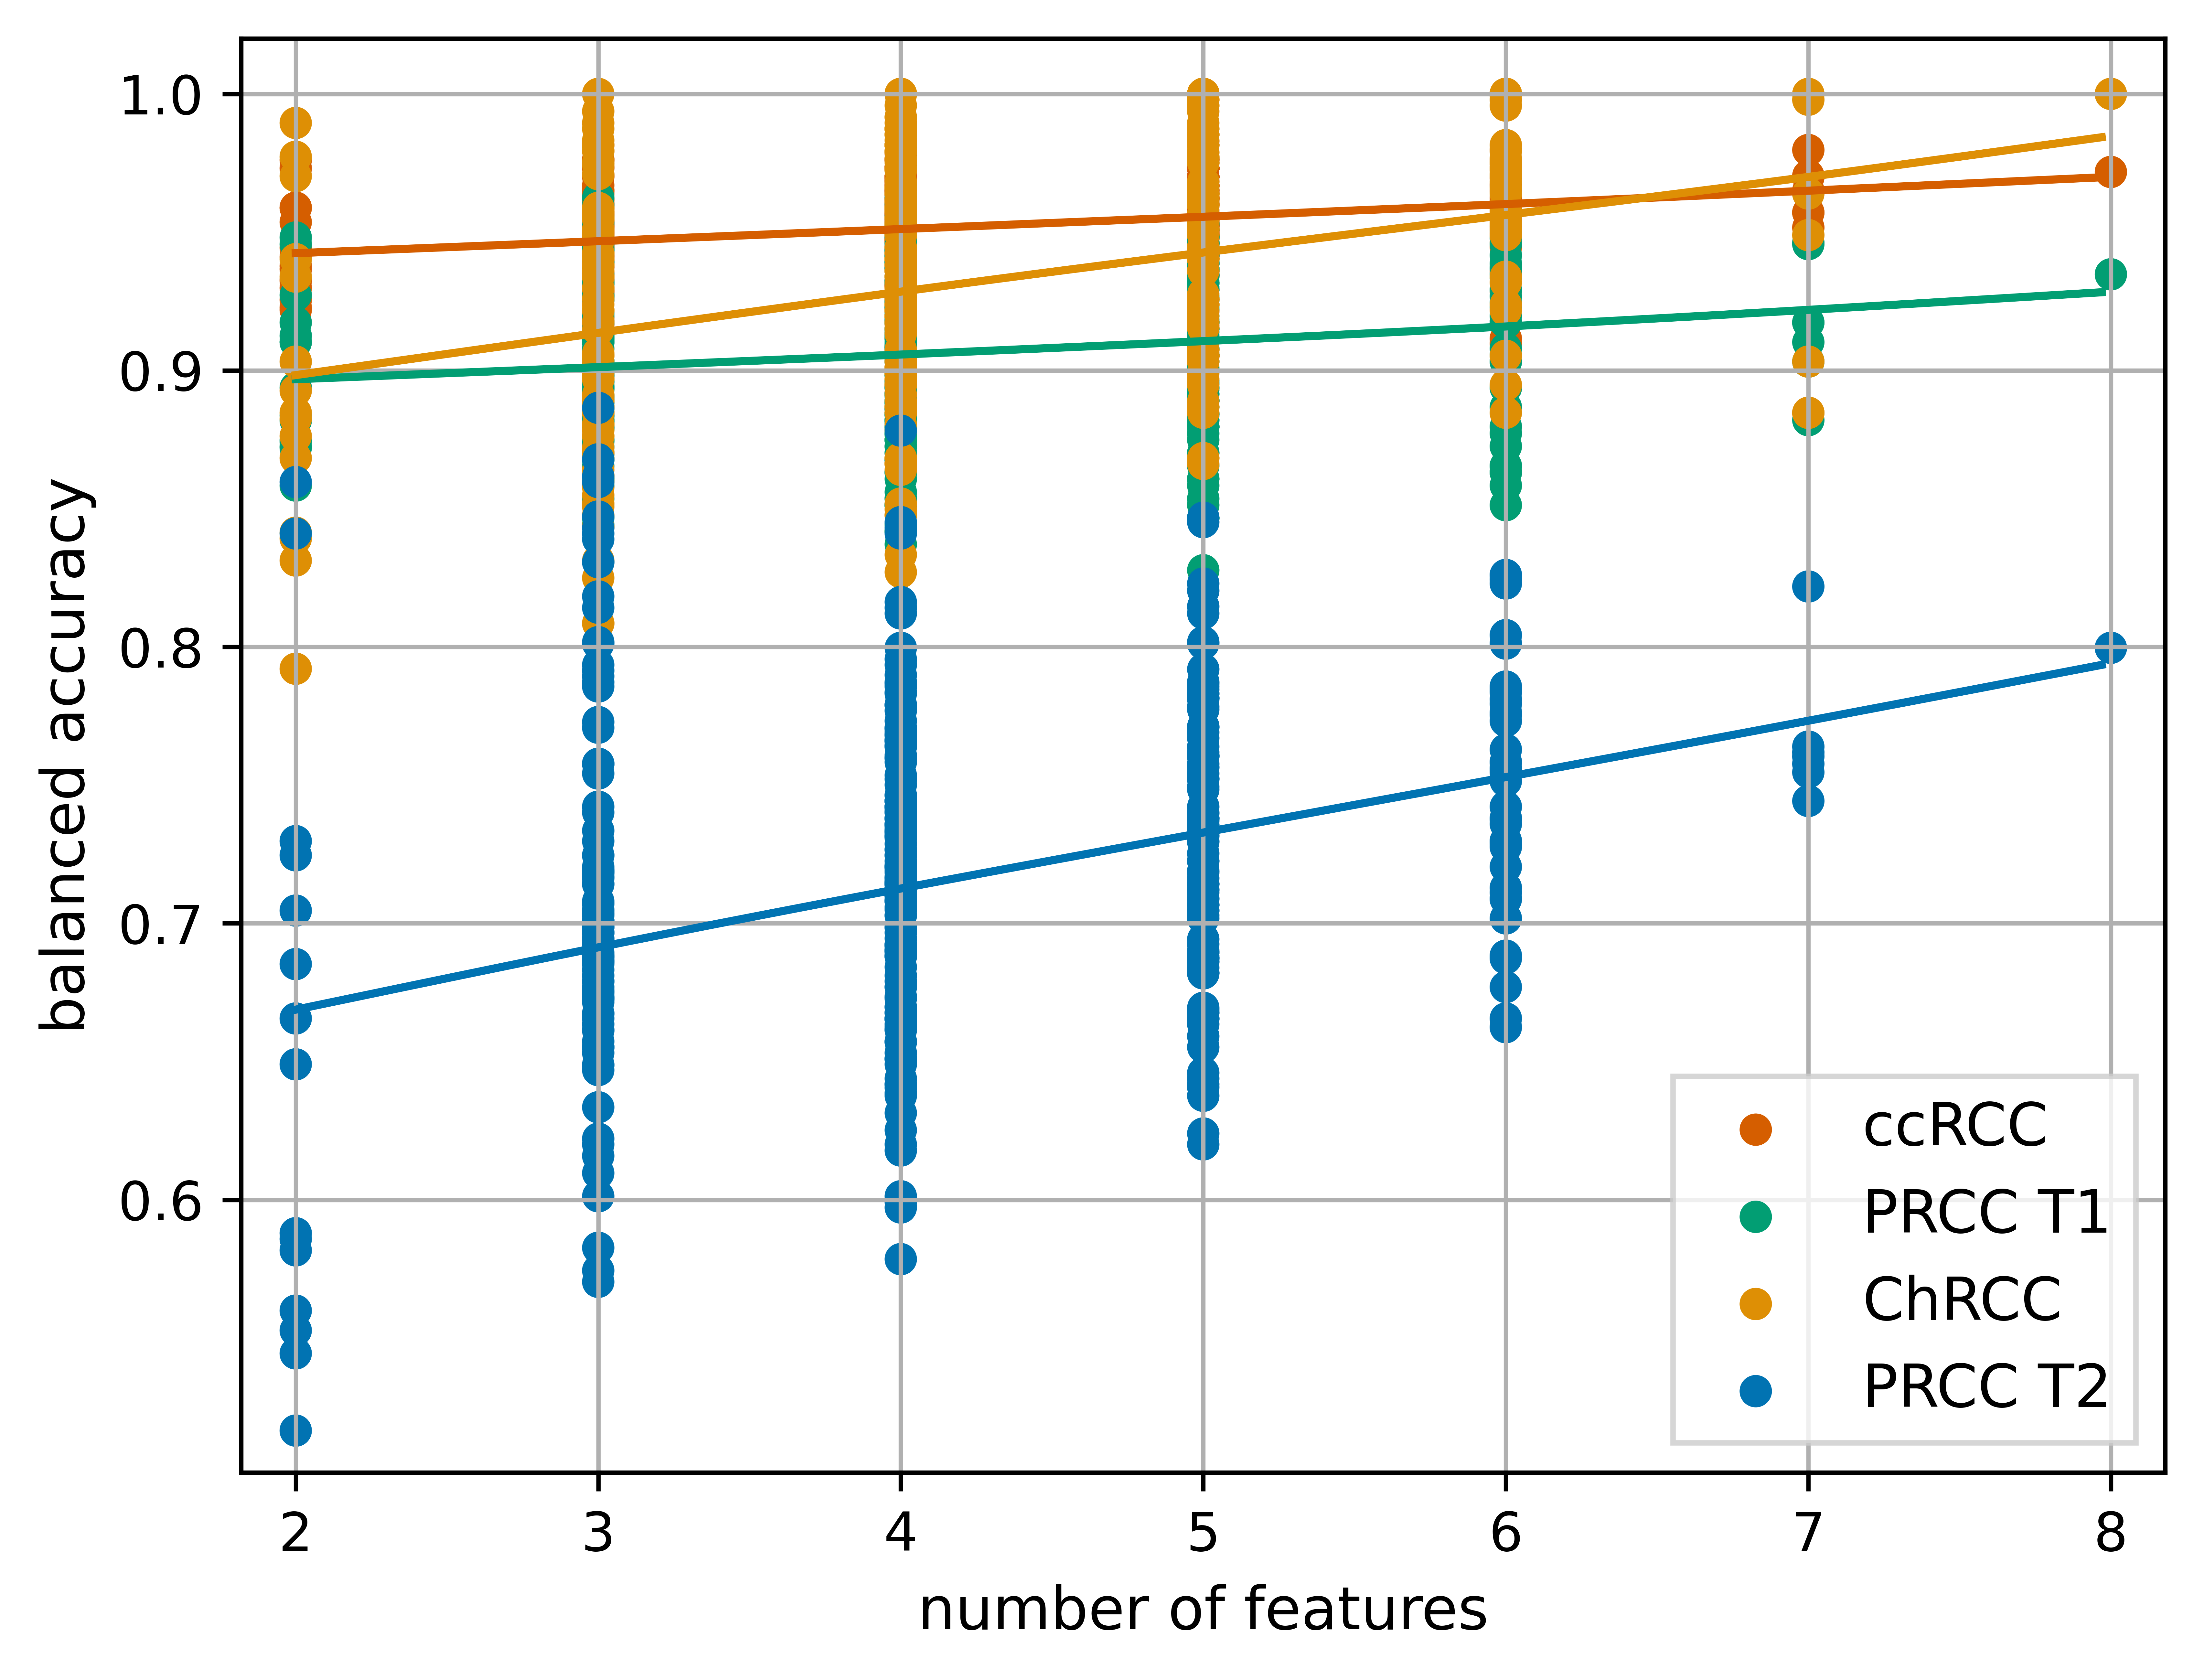 balanced accuracy
1.0
0.9
0.8
0.7
0.6
ccRCC
PRCC T1
ChRCC
PRCC T2
2 3 4 5 6 7 8
number of features